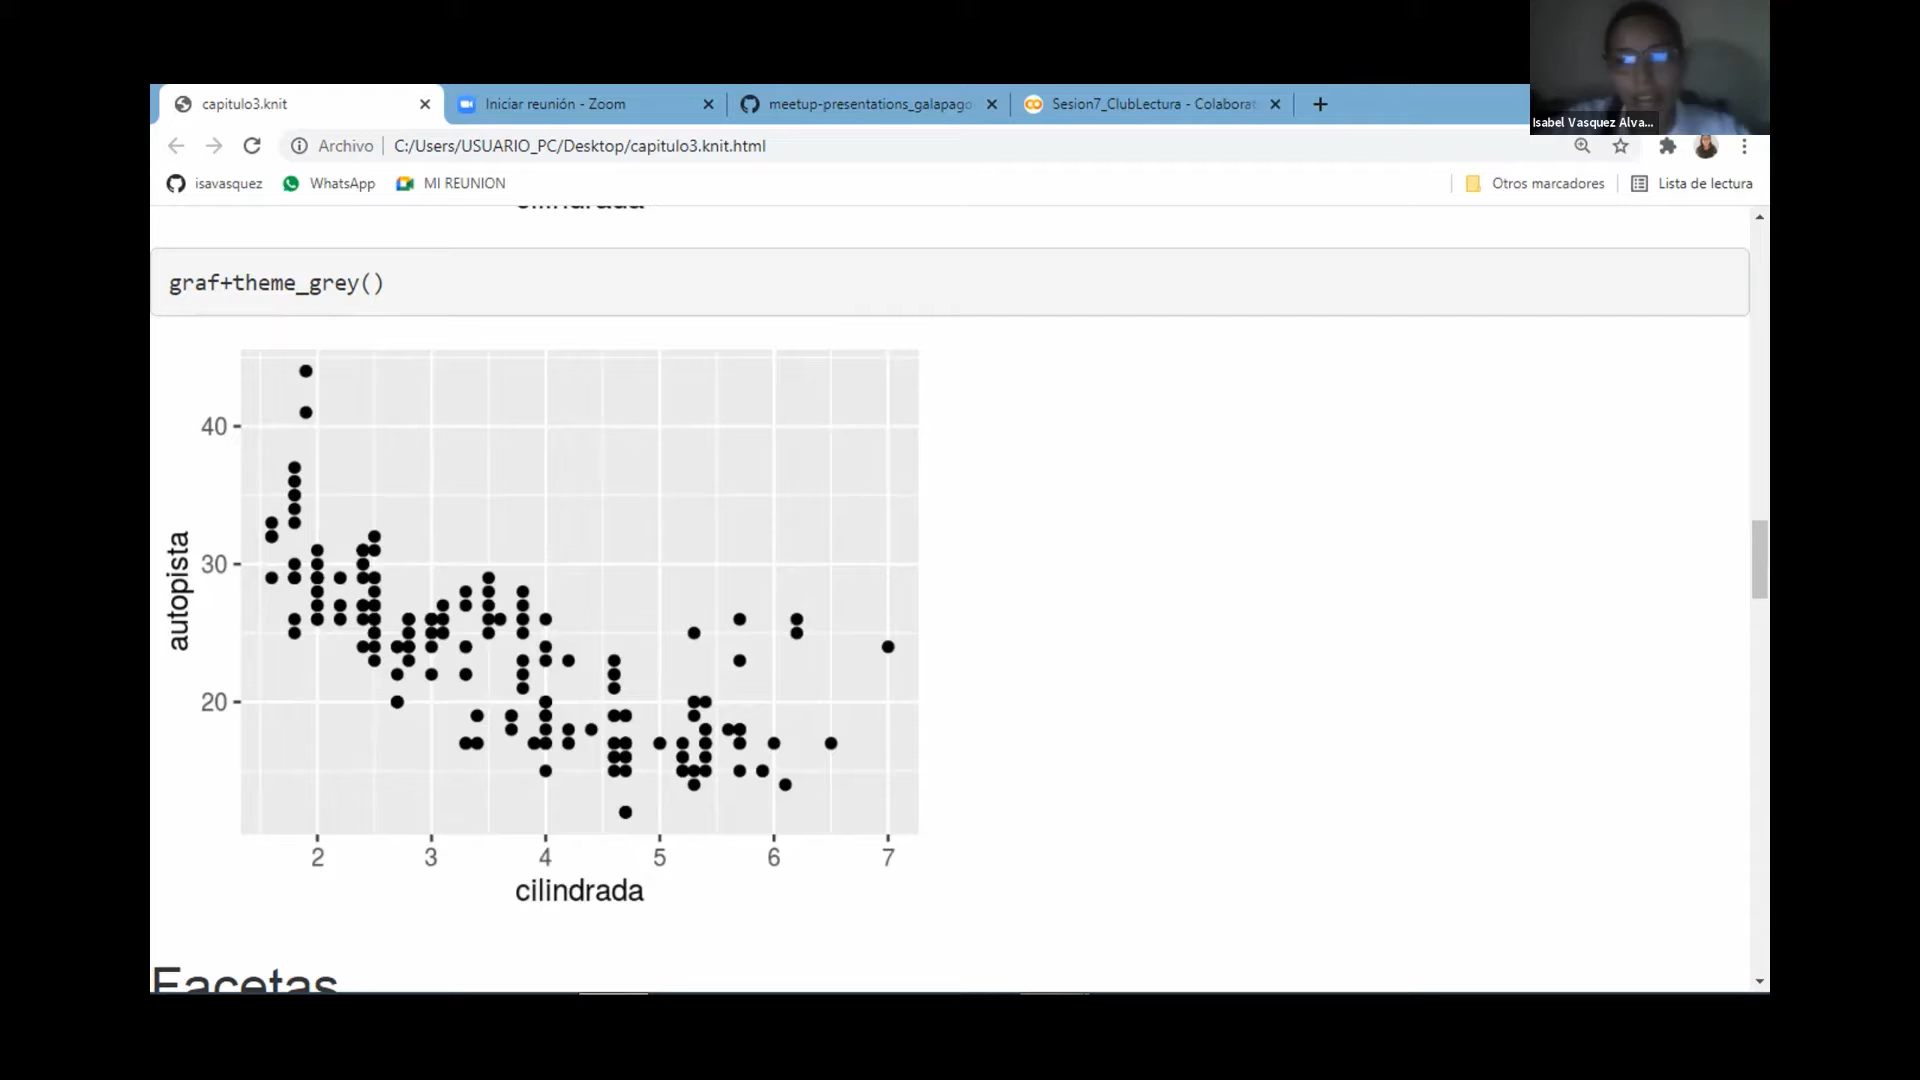 capitulo3.knit
Iniciar reunión - Zoom
meetup-presentations_galapago
Sesion7_ClubLectura - Colaborat
Isabel Vasquez Alva...
Archivo
C:/Users/USUARIO_PC/Desktop/capitulo3.knit.html
isavasquez
WhatsApp
MI REUNION
Otros marcadores
Lista de lectura
cilindrada
graf+theme_grey()
40
30
20
autopista
2 3 4 5 6 7
cilindrada
Facetas